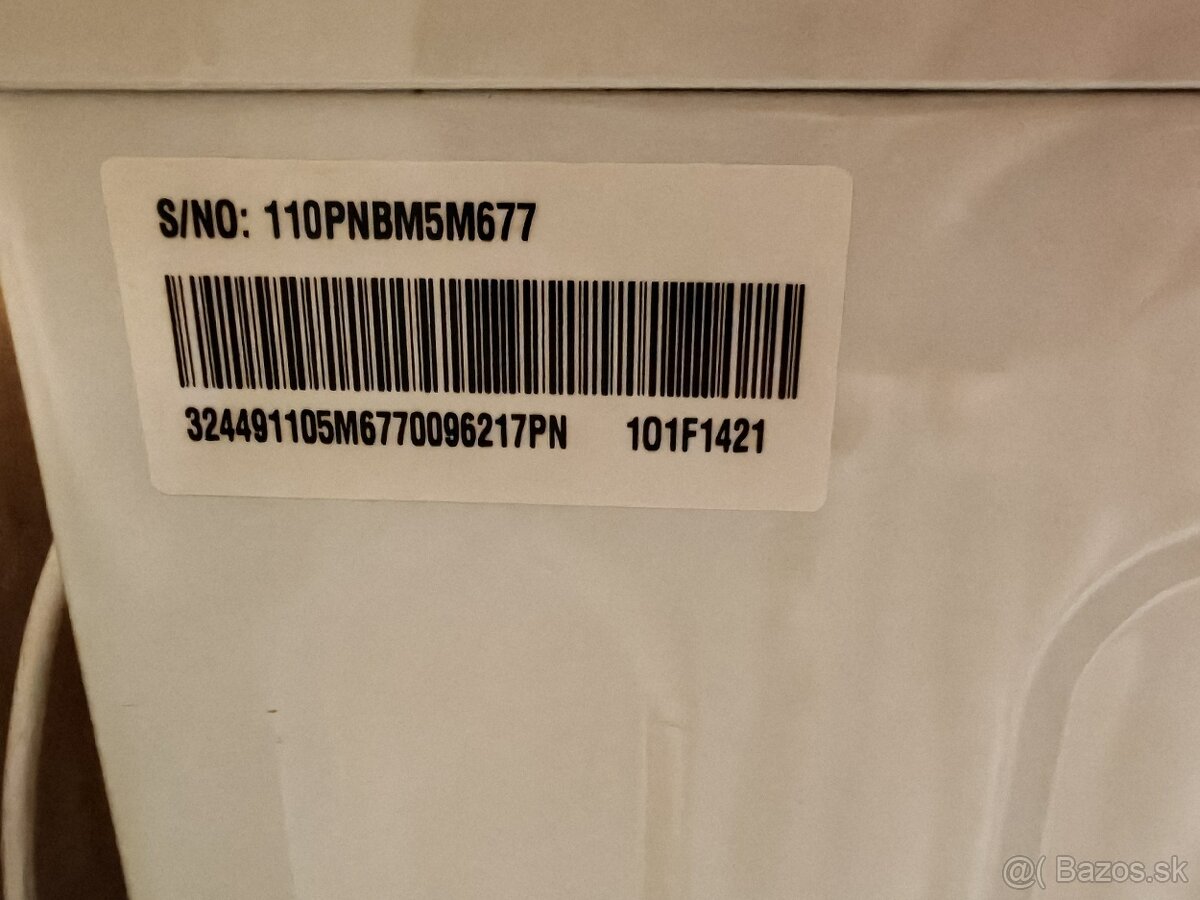 S/NO: 110PNBM5M677
324491105M6770096217PN 101F1421
@( Bazos.sk